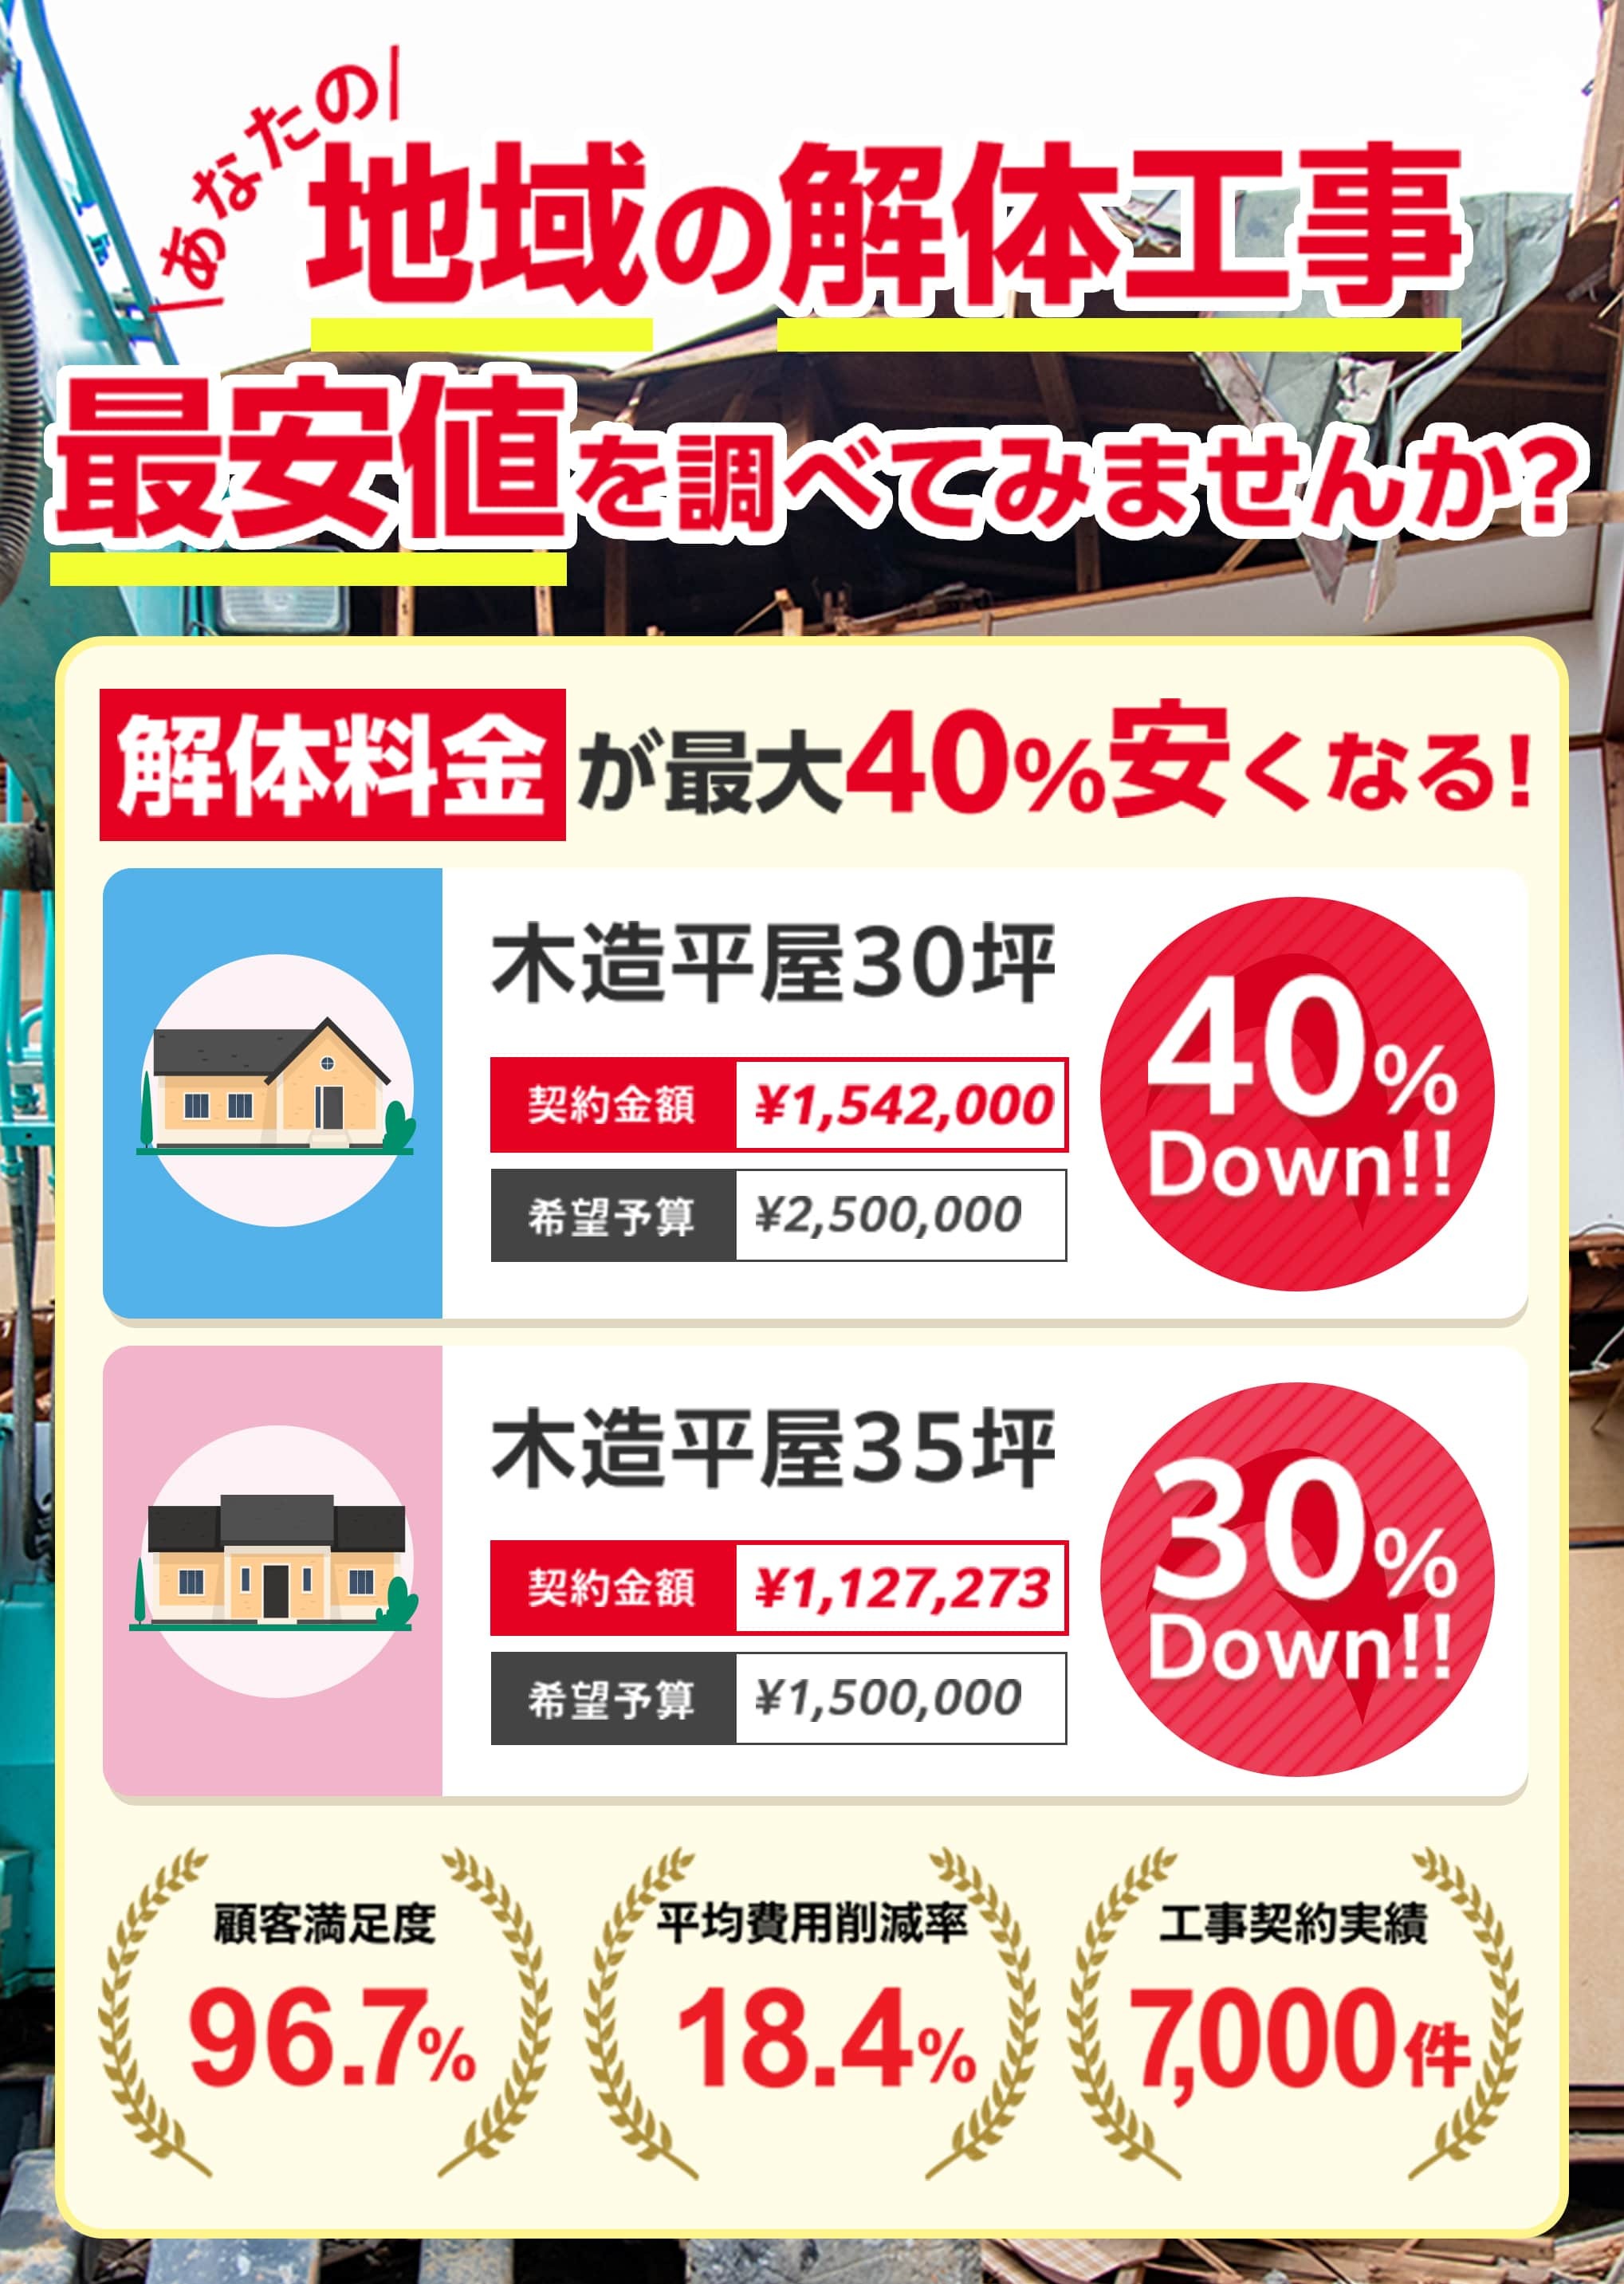 あなたの
地域の解体工事
最安値を調べてみませんか?
解体料金が最大40%安くなる!
木造平屋30坪
契約金額 ¥1,542,000
希望予算 ¥2,500,000
40%
Down!!
木造平屋35坪
契約金額 ¥1,127,273
希望予算 ¥1,500,000
30%
Down!!
顧客満足度
96.7%
平均費用削減率
18.4%
工事契約実績
7,000件